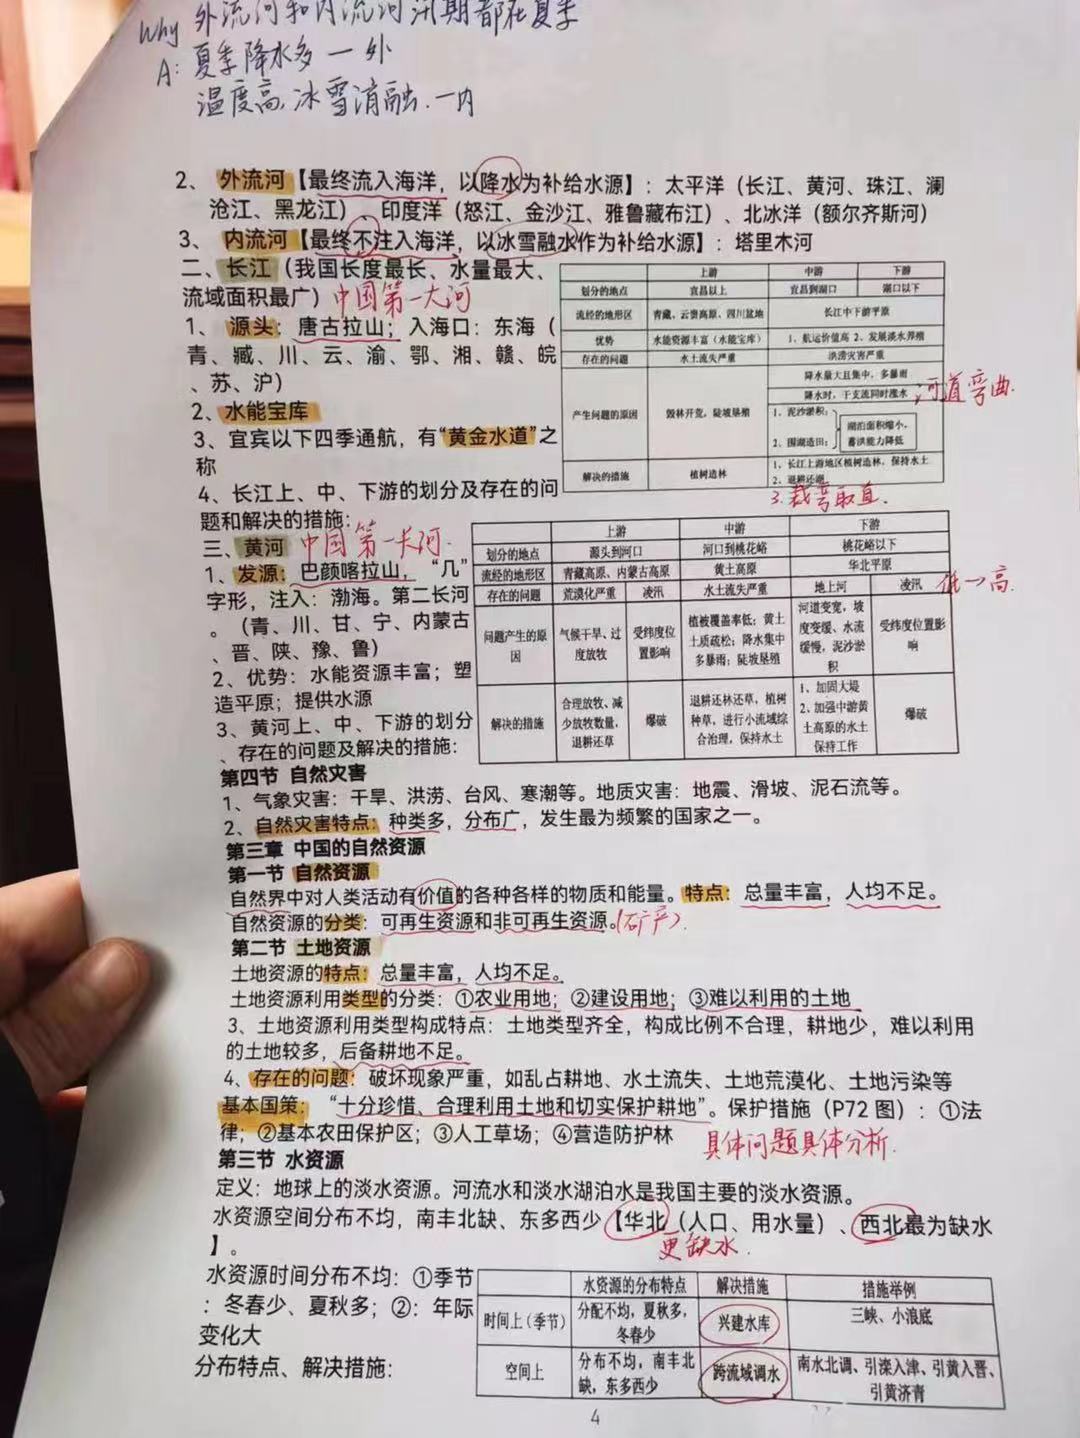 Why 外流河和内流河汛期都在夏季
A: 夏季降水多 — 外
温度高,冰雪消融. — 内
2、 外流河【最终流入海洋，以降水为补给水源】: 太平洋（长江、黄河、珠江、澜
沧江、黑龙江） 印度洋（怒江、金沙江、雅鲁藏布江）、北冰洋（额尔齐斯河）
3、 内流河【最终不注入海洋，以冰雪融水作为补给水源】: 塔里木河
二、长江（我国长度最长、水量最大、
流域面积最广）中国第一大河
1、 源头: 唐古拉山; 入海口: 东海（
青、藏、川、云、渝、鄂、湘、赣、皖
、苏、沪）
2、水能宝库
3、宜宾以下四季通航，有“黄金水道”之
称
4、长江上、中、下游的划分及存在的问
题和解决的措施:
上游 中游 下游
划分的地点 宜昌以上 宜昌到湖口 湖口以下
流经的地形区 青藏、云贵高原、四川盆地 长江中下游平原
优势 水能资源丰富（水能宝库） 1、航运价值高 2、发展淡水养殖
存在的问题 水土流失严重 洪涝灾害严重
产生问题的原因 毁林开荒，陡坡垦殖
降水量大且集中，多暴雨
降水时，干支流同时涨水 ;河道弯曲.
1、泥沙淤积:
2、围湖造田:
湖泊面积缩小，
蓄洪能力降低
解决的措施 植树造林
1、长江上游地区植树造林，保持水土
2、退耕还湖
3.裁弯取直.
三、黄河 中国第一长河.
1、发源: 巴颜喀拉山， “几”
字形，注入: 渤海。第二长河
。（青、川、甘、宁、内蒙古
、晋、陕、豫、鲁）
2、优势: 水能资源丰富; 塑
造平原; 提供水源
3、黄河上、中、下游的划分
、存在的问题及解决的措施:
上游 中游 下游
划分的地点 源头到河口 河口到桃花峪 桃花峪以下
流经的地形区 青藏高原、内蒙古高原 黄土高原 华北平原
存在的问题 荒漠化严重 凌汛 水土流失严重 地上河 凌汛 低→高.
问题产生的原
因
气候干旱、过
度放牧
受纬度位
置影响
植被覆盖率低; 黄土
土质疏松; 降水集中
多暴雨; 陡坡垦殖
河道变宽，坡
度变缓、水流
缓慢，泥沙淤
积
受纬度位置影
响
解决的措施
合理放牧、减
少放牧数量，
退耕还草
爆破
退耕还林还草，植树
种草，进行小流域综
合治理，保持水土
1、加固大堤
2、加强中游黄
土高原的水土
保持工作
爆破
第四节 自然灾害
1、气象灾害: 干旱、洪涝、台风、寒潮等。地质灾害: 地震、滑坡、泥石流等。
2、自然灾害特点: 种类多，分布广，发生最为频繁的国家之一。
第三章 中国的自然资源
第一节 自然资源
自然界中对人类活动有价值的各种各样的物质和能量。特点: 总量丰富，人均不足。
自然资源的分类: 可再生资源和非可再生资源。(矿产).
第二节 土地资源
土地资源的特点: 总量丰富，人均不足。
土地资源利用类型的分类: ①农业用地; ②建设用地; ③难以利用的土地
3、土地资源利用类型构成特点: 土地类型齐全，构成比例不合理，耕地少，难以利用
的土地较多，后备耕地不足。
4、存在的问题: 破坏现象严重，如乱占耕地、水土流失、土地荒漠化、土地污染等
基本国策: “十分珍惜、合理利用土地和切实保护耕地”。保护措施（P72 图）: ①法
律; ②基本农田保护区; ③人工草场; ④营造防护林 具体问题具体分析.
第三节 水资源
定义: 地球上的淡水资源。河流水和淡水湖泊水是我国主要的淡水资源。
水资源空间分布不均，南丰北缺、东多西少【华北（人口、用水量）、西北最为缺水
】。 更缺水.
水资源时间分布不均: ①季节
: 冬春少、夏秋多; ②: 年际
变化大
分布特点、解决措施:
水资源的分布特点 解决措施 措施举例
时间上(季节) 分配不均，夏秋多，
冬春少
兴建水库 三峡、小浪底
空间上 分布不均，南丰北
缺，东多西少
跨流域调水 南水北调、引滦入津、引黄入晋、
引黄济青
4